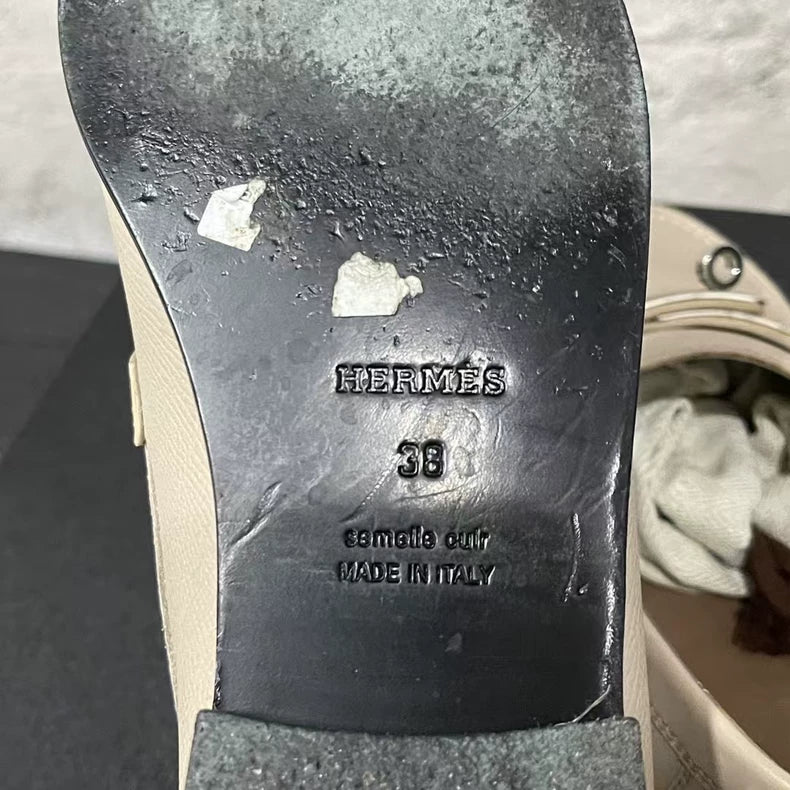 HERMÈS
38
semelle cuir
MADE IN ITALY